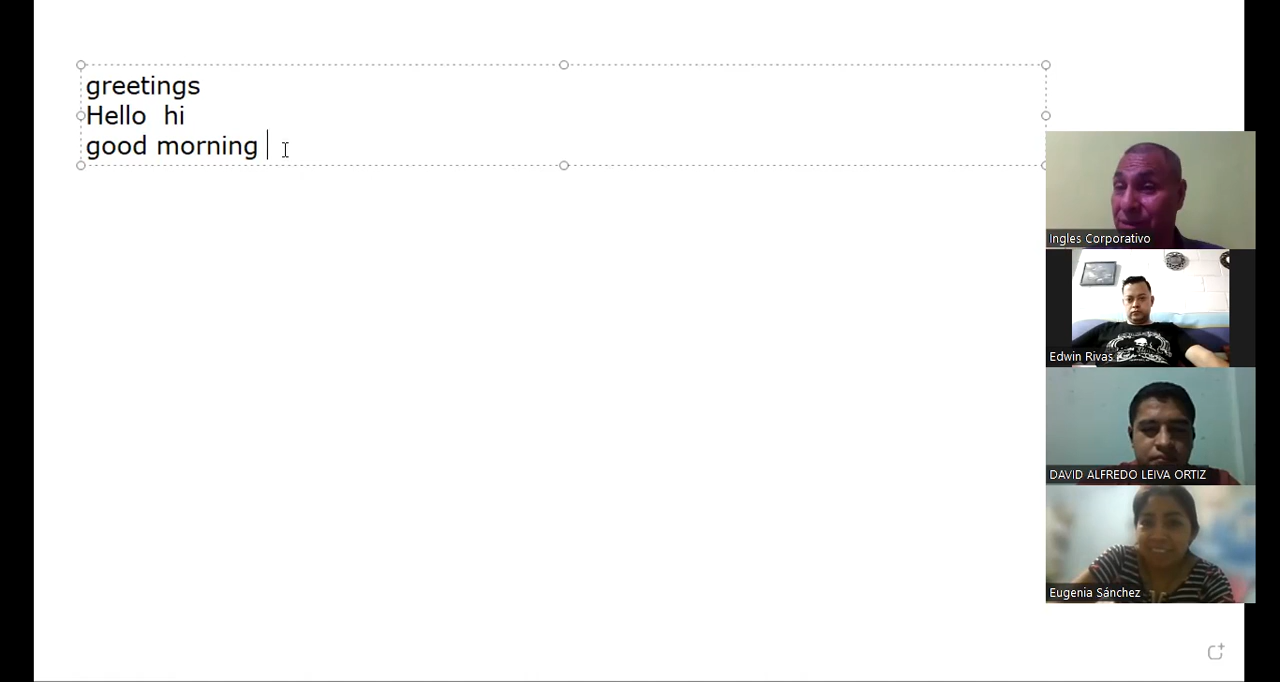 greetings
Hello  hi
good morning
Ingles Corporativo
Edwin Rivas
DAVID ALFREDO LEIVA ORTIZ
Eugenia Sánchez